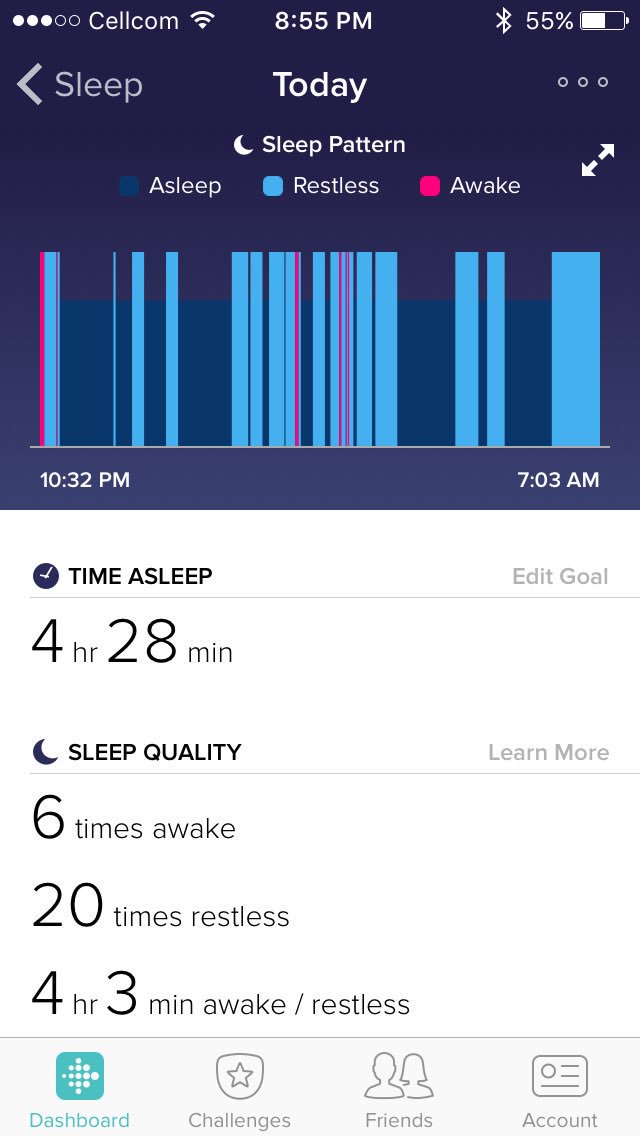 Cellcom 8:55 PM 55%
Sleep Today
Sleep Pattern
Asleep Restless Awake
10:32 PM 7:03 AM
TIME ASLEEP Edit Goal
4 hr 28 min
SLEEP QUALITY Learn More
6 times awake
20 times restless
4 hr 3 min awake / restless
Dashboard Challenges Friends Account